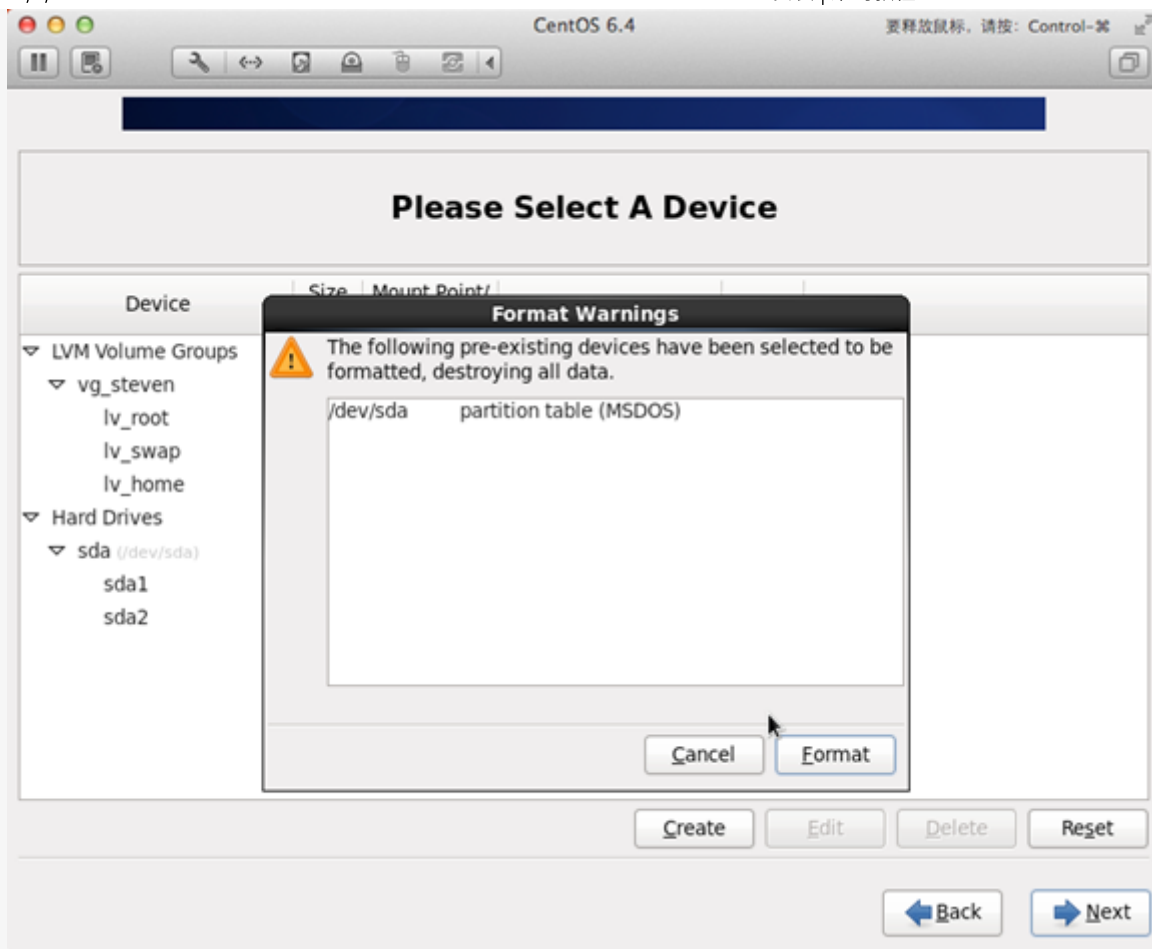 CentOS 6.4
要释放鼠标，请按：Control-⌘
Please Select A Device
Device
Size
Mount Point/
Format Warnings
The following pre-existing devices have been selected to be
formatted, destroying all data.
/dev/sda partition table (MSDOS)
LVM Volume Groups
vg_steven
lv_root
lv_swap
lv_home
Hard Drives
sda (/dev/sda)
sda1
sda2
Cancel
Format
Create
Edit
Delete
Reset
Back
Next